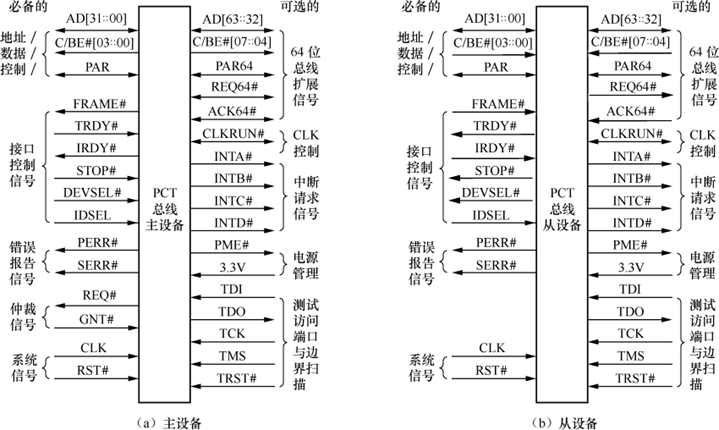 必备的
可选的
地址/
数据/
控制/
AD[31::00]
C/BE#[03::00]
PAR
接口
控制
信号
FRAME#
TRDY#
IRDY#
STOP#
DEVSEL#
IDSEL
错误
报告
信号
PERR#
SERR#
仲裁
信号
REQ#
GNT#
系统
信号
CLK
RST#
PCT
总线
主设备
AD[63::32]
C/BE#[07::04]
PAR64
REQ64#
ACK64#
64 位
总线
扩展
信号
CLKRUN#
CLK
控制
INTA#
INTB#
INTC#
INTD#
中断
请求
信号
PME#
3.3V
电源
管理
TDI
TDO
TCK
TMS
TRST#
测试
访问
端口
与边
界扫
描
(a) 主设备
必备的
可选的
地址/
数据/
控制/
AD[31::00]
C/BE#[03::00]
PAR
接口
控制
信号
FRAME#
TRDY#
IRDY#
STOP#
DEVSEL#
IDSEL
错误
报告
信号
PERR#
SERR#
系统
信号
CLK
RST#
PCT
总线
从设备
AD[63::32]
C/BE#[07::04]
PAR64
REQ64#
ACK64#
64 位
总线
扩展
信号
CLKRUN#
CLK
控制
INTA#
INTB#
INTC#
INTD#
中断
请求
信号
PME#
3.3V
电源
管理
TDI
TDO
TCK
TMS
TRST#
测试
访问
端口
与边
界扫
描
(b) 从设备